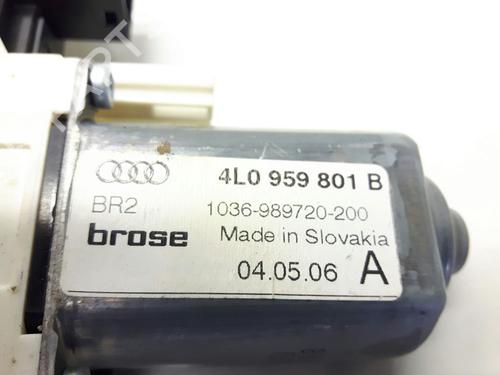 4L0 959 801 B
BR2 1036-989720-200
brose Made in Slovakia
04.05.06 A